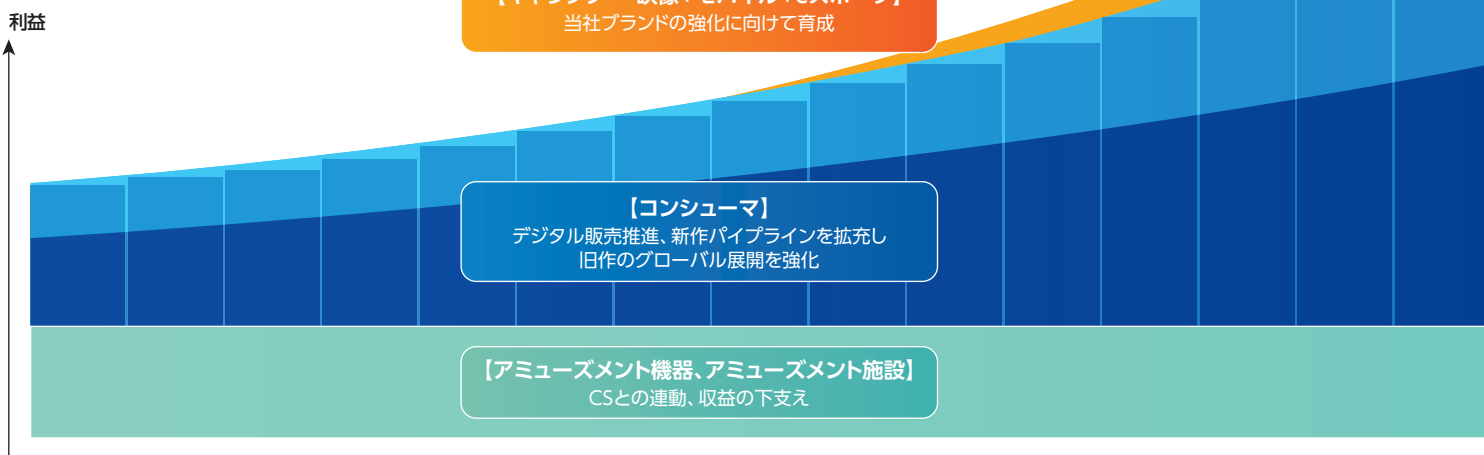 利益
当社ブランドの強化に向けて育成
【コンシューマ】
デジタル販売推進、新作パイプラインを拡充し
旧作のグローバル展開を強化
【アミューズメント機器、アミューズメント施設】
CSとの連動、収益の下支え